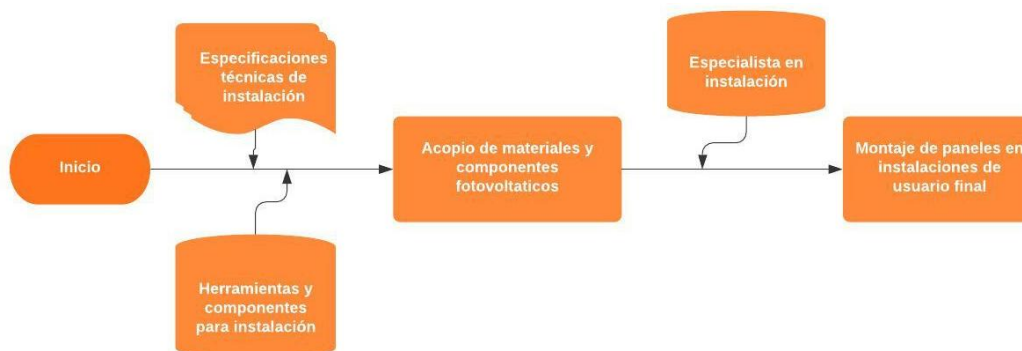 Especificaciones
técnicas de
instalación
Especialista en
instalación
Inicio
Acopio de materiales y
componentes
fotovoltaticos
Montaje de paneles en
instalaciones de
usuario final
Herramientas y
componentes
para instalación